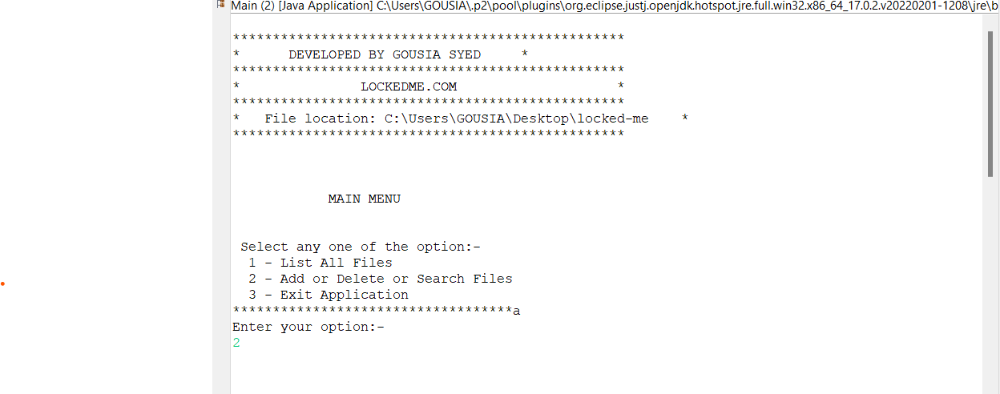 Main (2) [Java Application] C:\Users\GOUSIA\.p2\pool\plugins\org.eclipse.justj.openjdk.hotspot.jre.full.win32.x86_64_17.0.2.v20220201-1208\jre\b
*************************************************
* DEVELOPED BY GOUSIA SYED *
*************************************************
* LOCKEDME.COM *
*************************************************
* File location: C:\Users\GOUSIA\Desktop\locked-me *
*************************************************
MAIN MENU
Select any one of the option:-
1 - List All Files
2 - Add or Delete or Search Files
3 - Exit Application
***********************************a
Enter your option:-
2